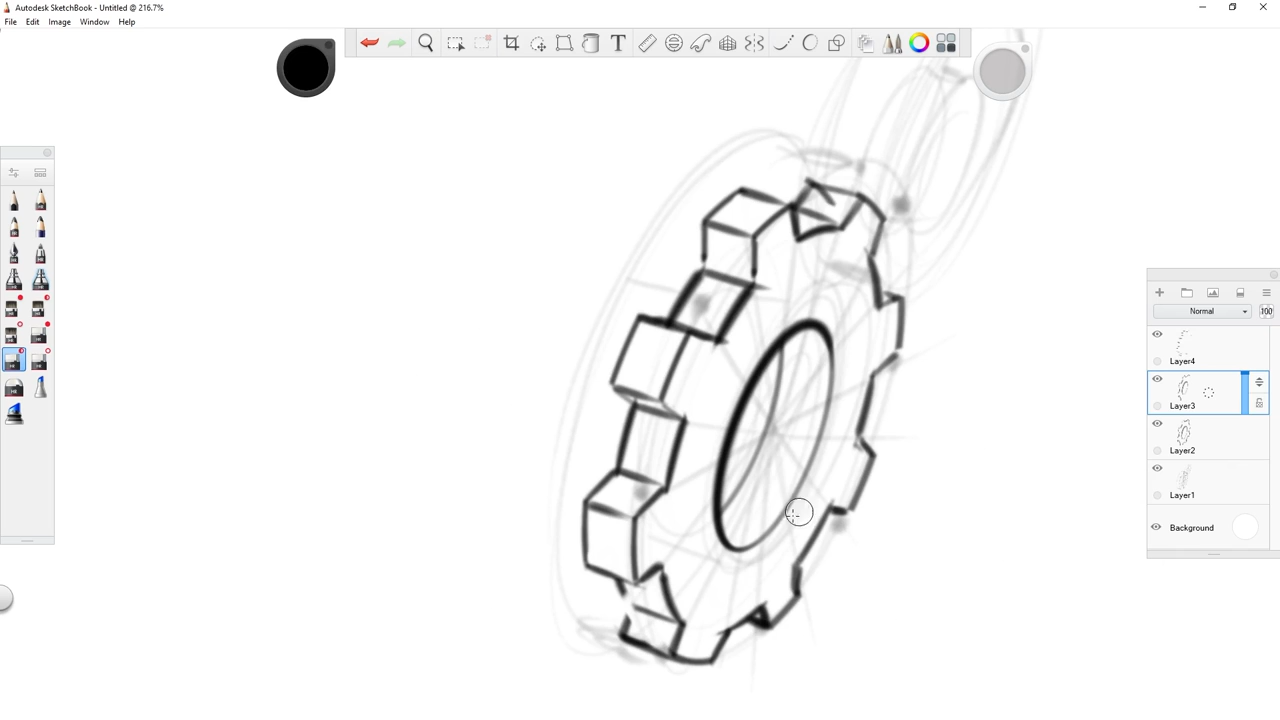 Autodesk SketchBook - Untitled @ 216.7%
File Edit Image Window Help
Normal
100
Layer4
Layer3
Layer2
Layer1
Background